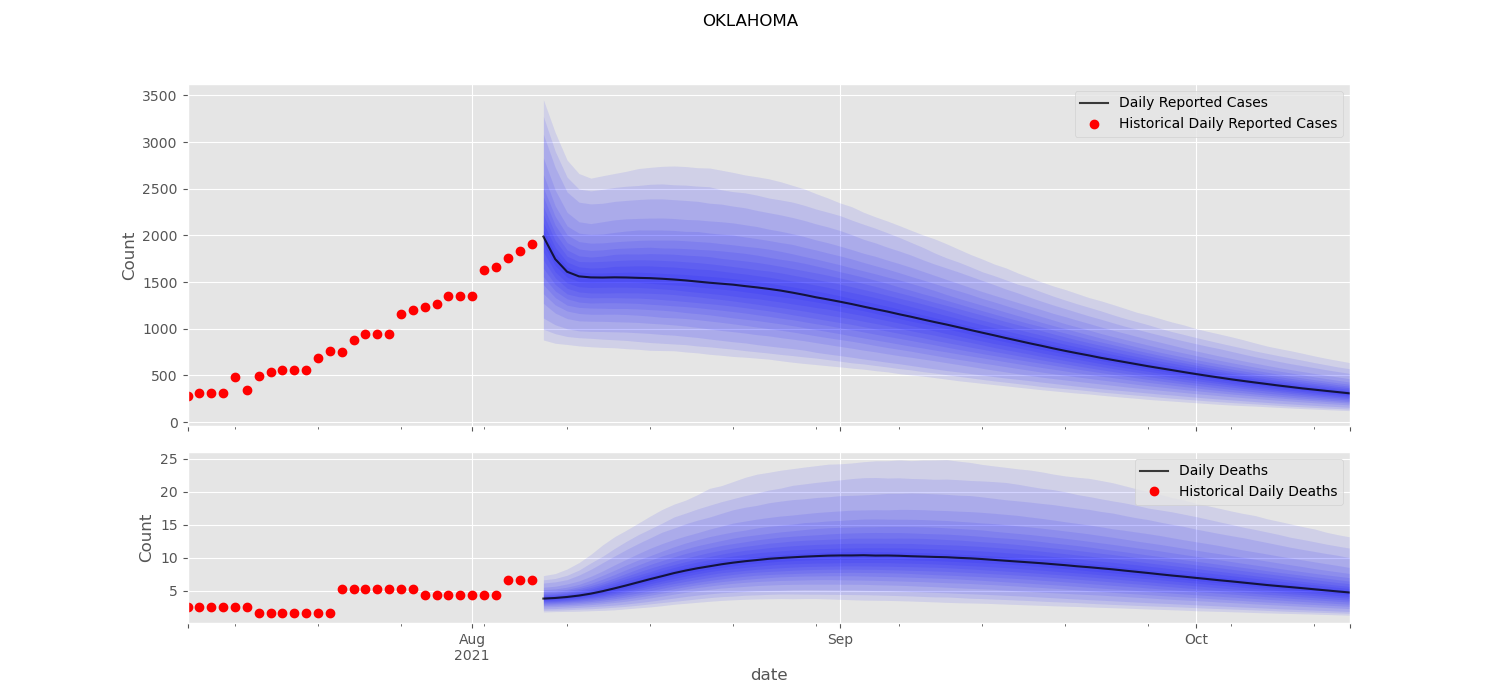 OKLAHOMA
3500
3000
2500
2000
1500
1000
500
0
Count
Daily Reported Cases
Historical Daily Reported Cases
25
20
15
10
5
Count
Daily Deaths
Historical Daily Deaths
Aug
2021
Sep
Oct
date